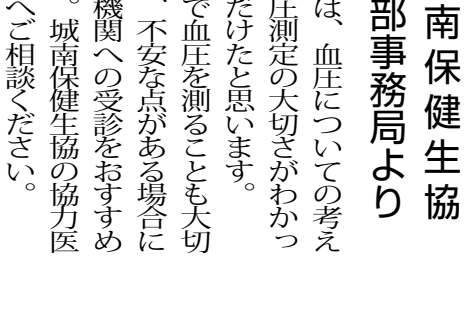 南保健生協
部事務局より
は、血圧についての考え
圧測定の大切さがわかっ
だけたと思います。
で血圧を測ることも大切
、不安な点がある場合に
機関への受診をおすすめ
。城南保健生協の協力医
へご相談ください。